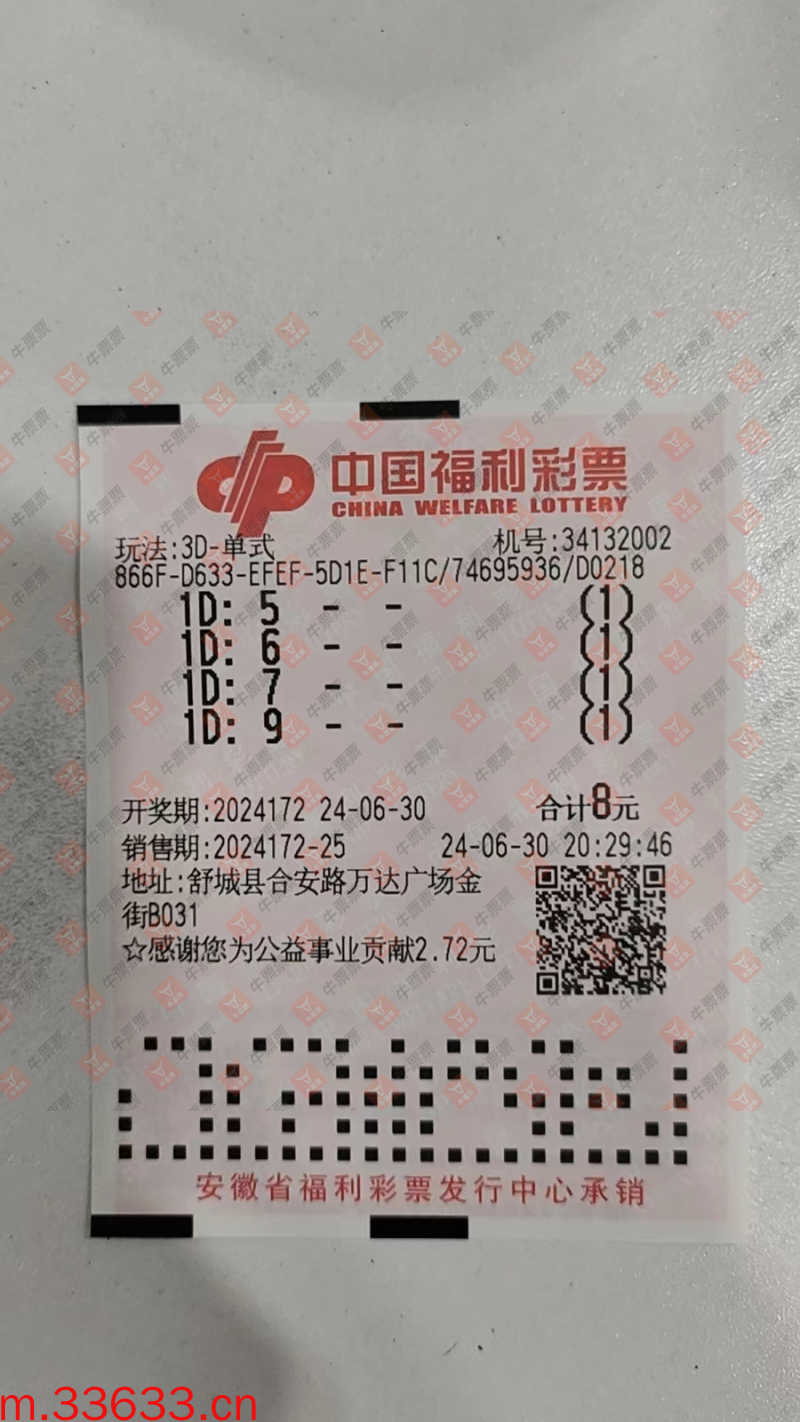 中国福利彩票
CHINA WELFARE LOTTERY
玩法:3D-单式 机号:34132002
866F-D633-EFEF-5D1E-F11C/74695936/D0218
1D: 5 - - (1)
1D: 6 - - (1)
1D: 7 - - (1)
1D: 9 - - (1)
开奖期:2024172 24-06-30 合计8元
销售期:2024172-25 24-06-30 20:29:46
地址:舒城县合安路万达广场金
街B031
☆感谢您为公益事业贡献2.72元
安徽省福利彩票发行中心承销
牛票票
m.33633.cn